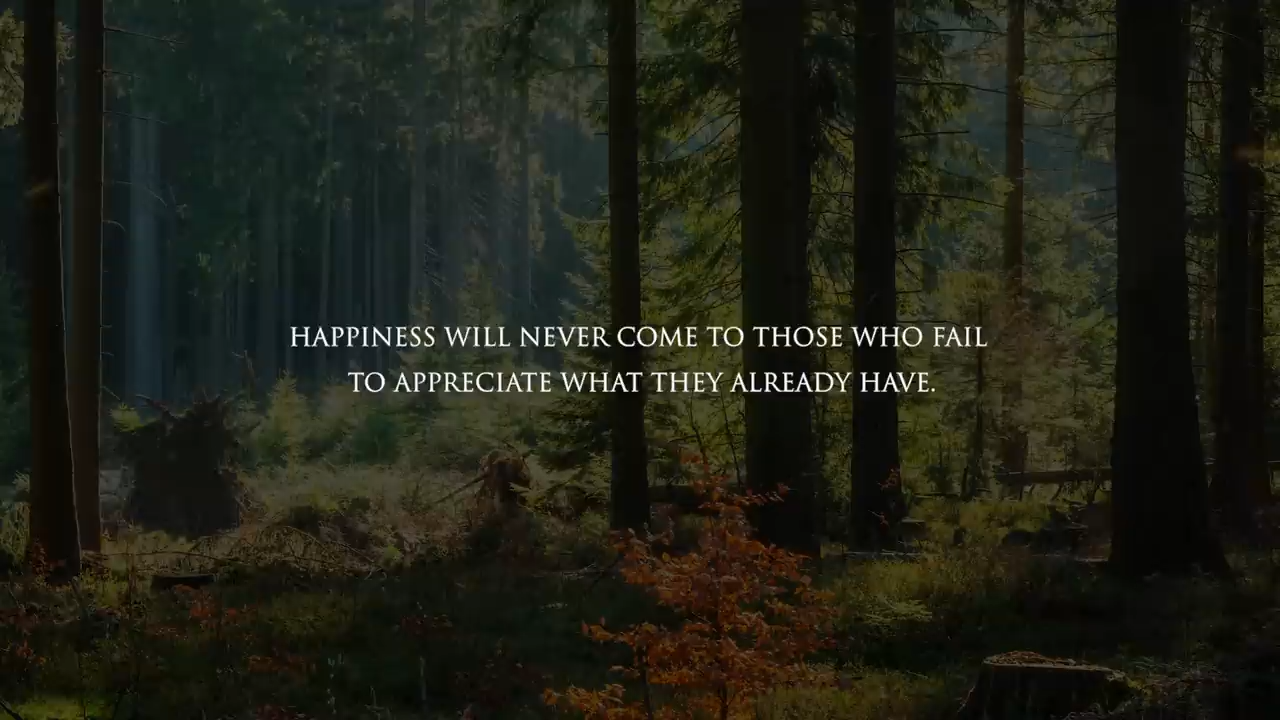 HAPPINESS WILL NEVER COME TO THOSE WHO FAIL
TO APPRECIATE WHAT THEY ALREADY HAVE.